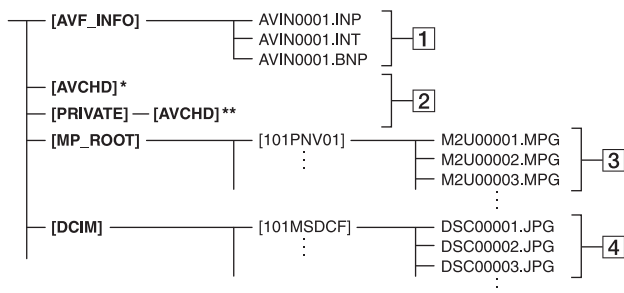 [AVF_INFO] AVIN0001.INP
AVIN0001.INT 1
AVIN0001.BNP
[AVCHD]*
2
[PRIVATE] [AVCHD]**
[MP_ROOT] [101PNV01] M2U00001.MPG
M2U00002.MPG 3
M2U00003.MPG
[DCIM] [101MSDCF] DSC00001.JPG
DSC00002.JPG 4
DSC00003.JPG